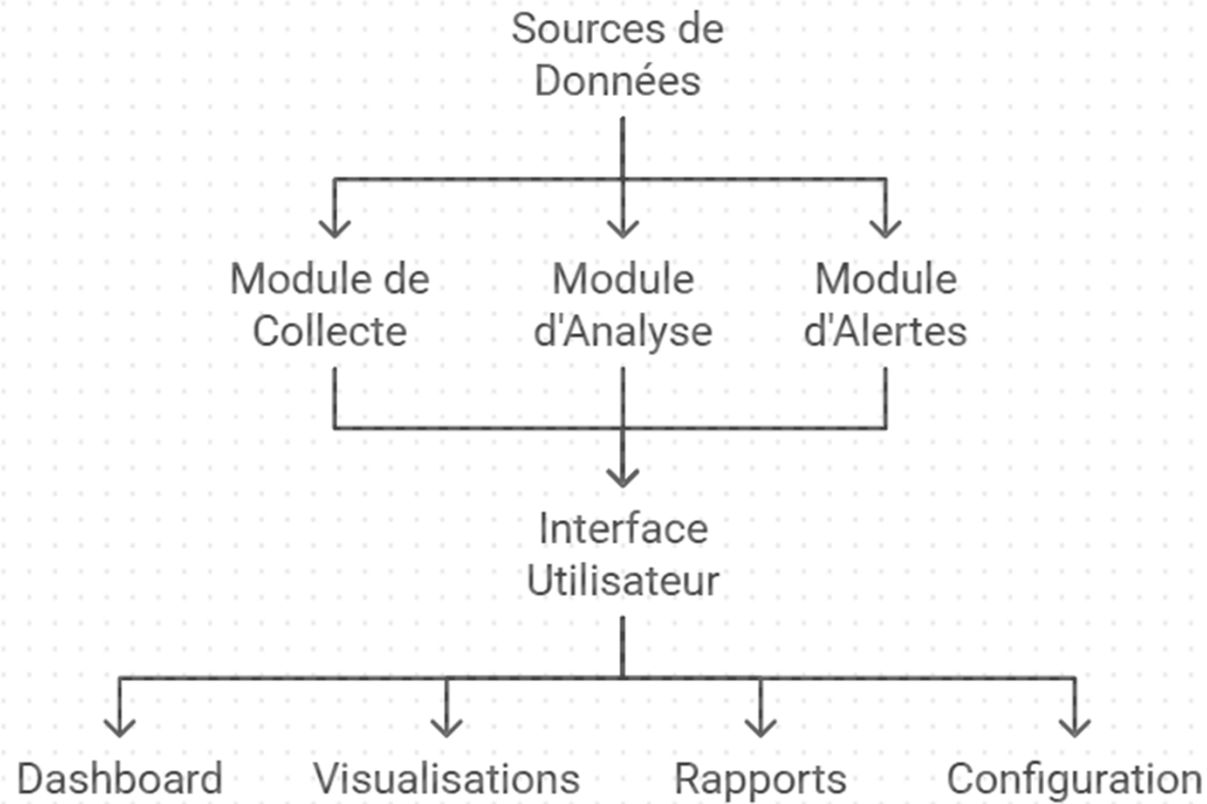 Sources de
Données
Module de
Collecte
Module
d'Analyse
Module
d'Alertes
Interface
Utilisateur
Dashboard
Visualisations
Rapports
Configuration